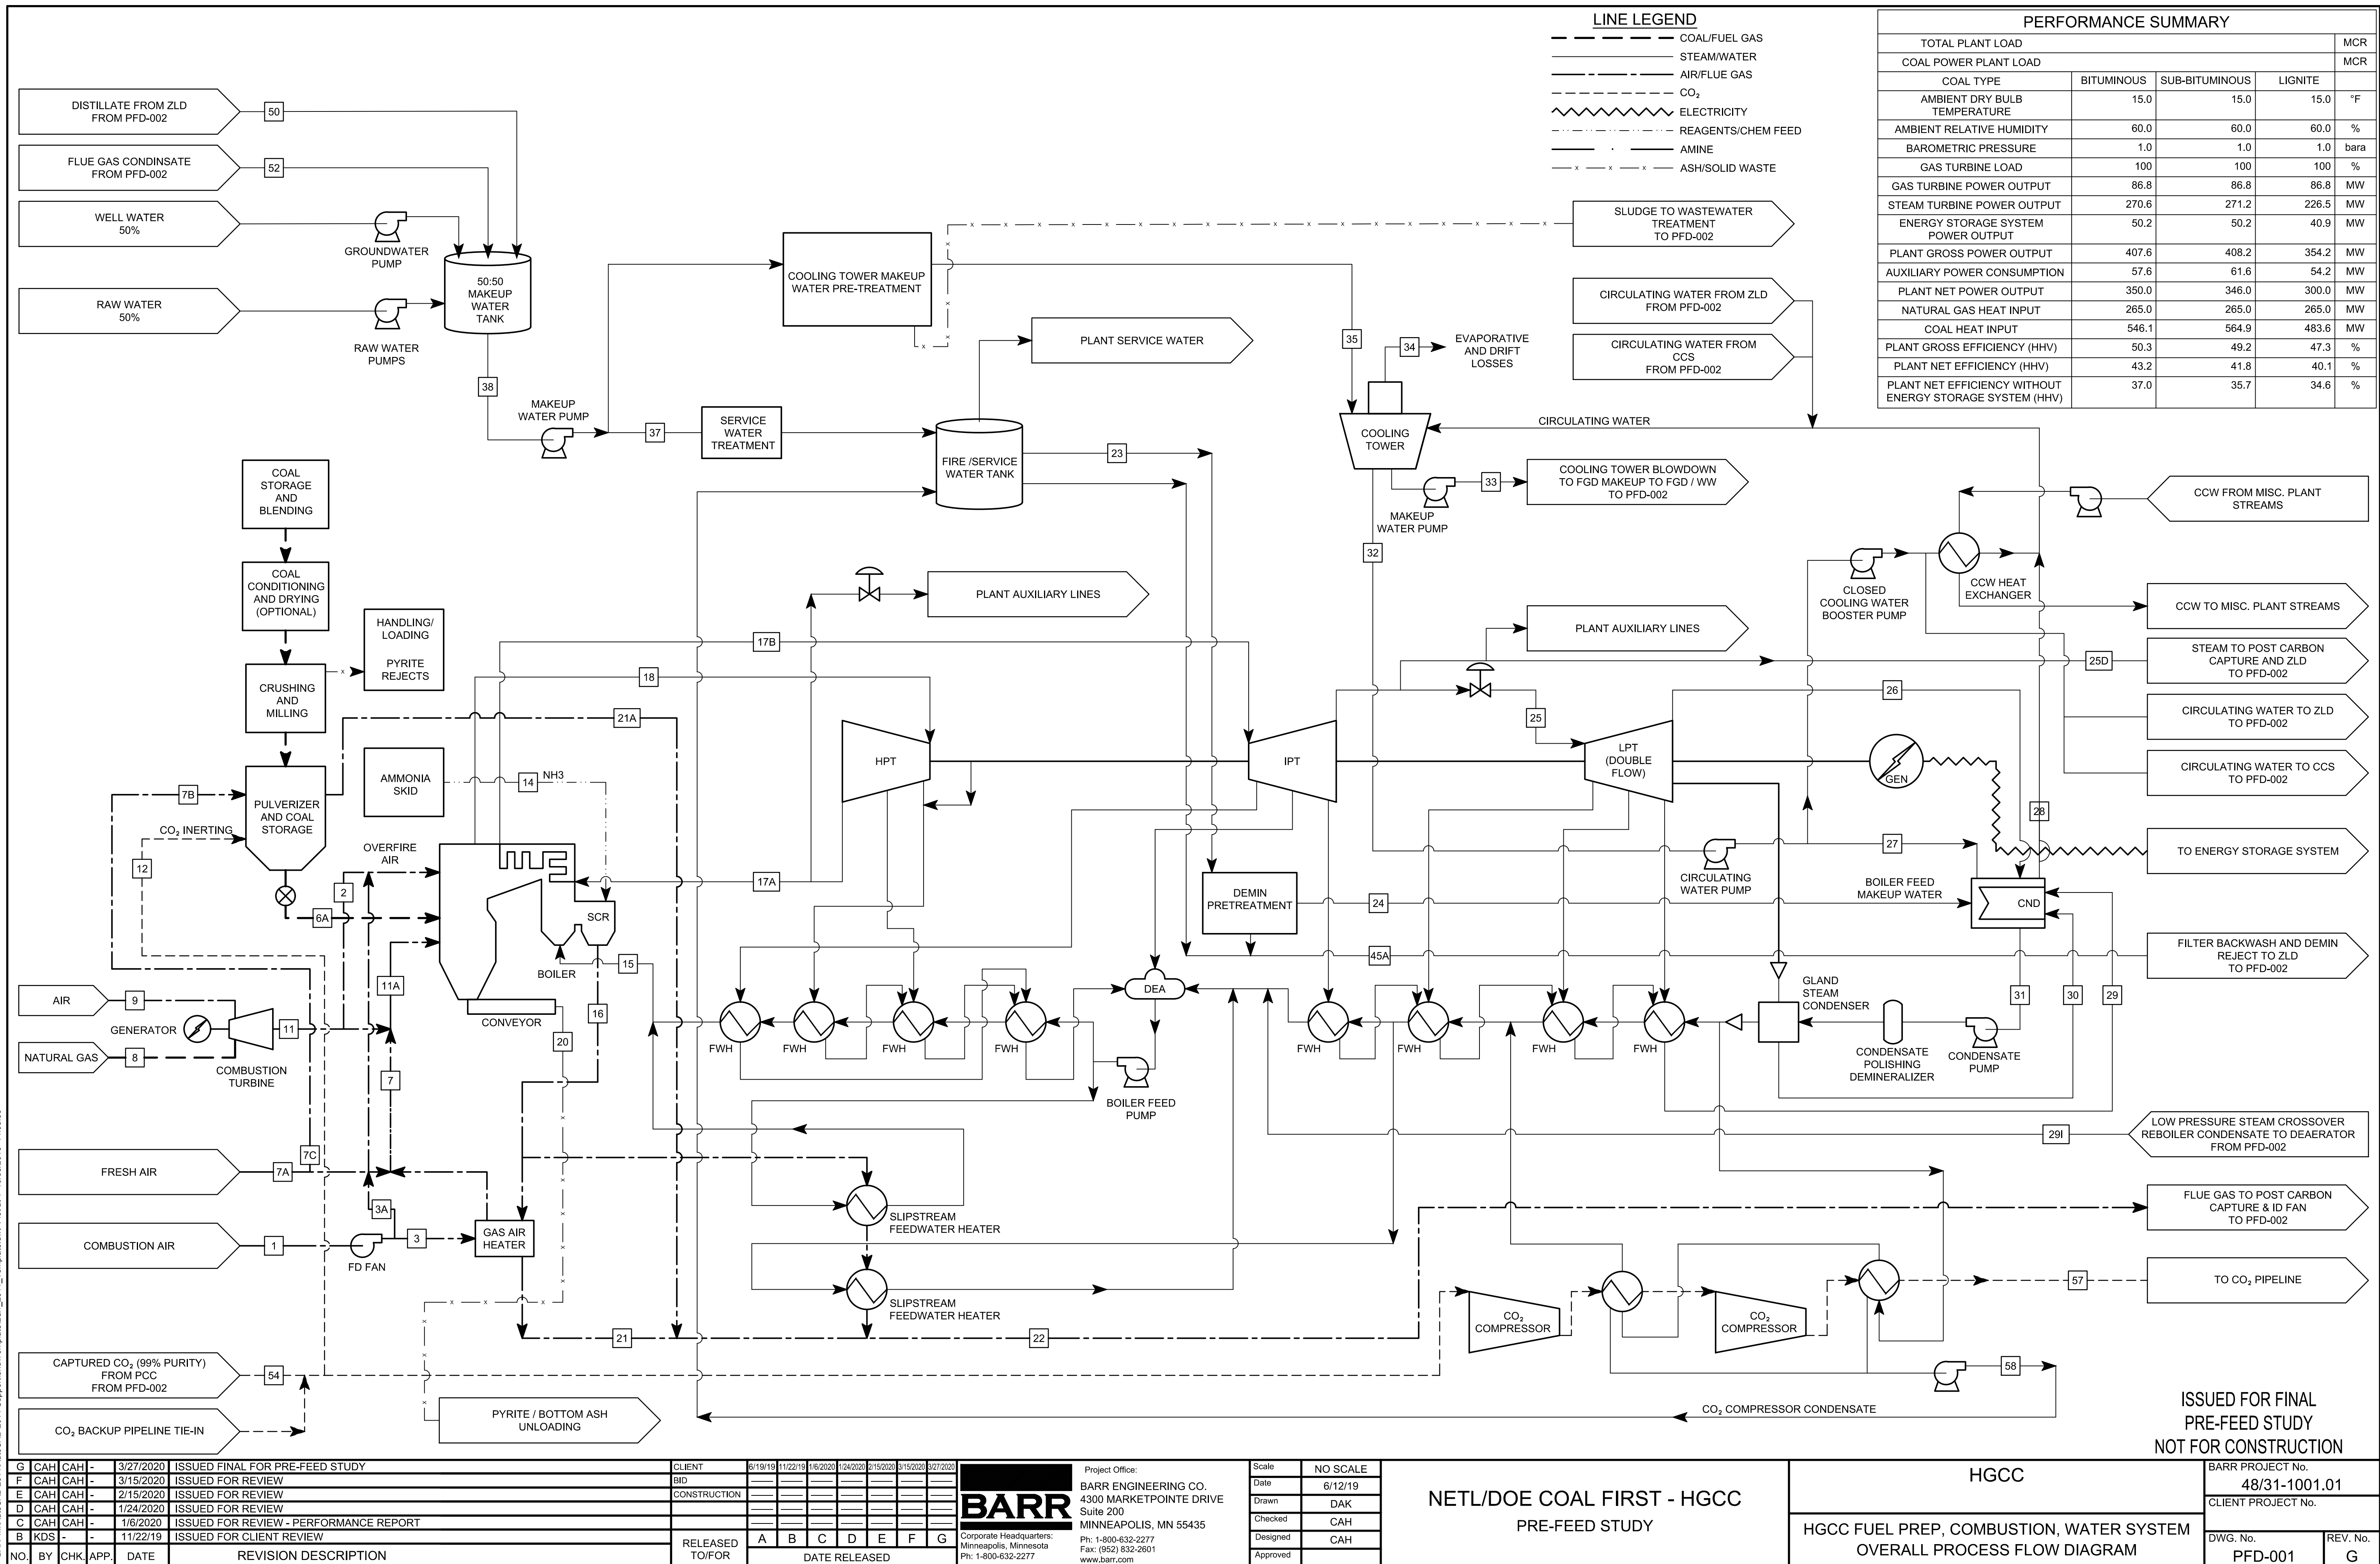 LINE LEGEND
COAL/FUEL GAS
STEAM/WATER
AIR/FLUE GAS
CO₂
ELECTRICITY
REAGENTS/CHEM FEED
AMINE
ASH/SOLID WASTE
PERFORMANCE SUMMARY
TOTAL PLANT LOAD MCR
COAL POWER PLANT LOAD MCR
COAL TYPE BITUMINOUS SUB-BITUMINOUS LIGNITE
AMBIENT DRY BULB
TEMPERATURE 15.0 15.0 15.0 °F
AMBIENT RELATIVE HUMIDITY 60.0 60.0 60.0 %
BAROMETRIC PRESSURE 1.0 1.0 1.0 bara
GAS TURBINE LOAD 100 100 100 %
GAS TURBINE POWER OUTPUT 86.8 86.8 86.8 MW
STEAM TURBINE POWER OUTPUT 270.6 271.2 226.5 MW
ENERGY STORAGE SYSTEM
POWER OUTPUT 50.2 50.2 40.9 MW
PLANT GROSS POWER OUTPUT 407.6 408.2 354.2 MW
AUXILIARY POWER CONSUMPTION 57.6 61.6 54.2 MW
PLANT NET POWER OUTPUT 350.0 346.0 300.0 MW
NATURAL GAS HEAT INPUT 265.0 265.0 265.0 MW
COAL HEAT INPUT 546.1 564.9 483.6 MW
PLANT GROSS EFFICIENCY (HHV) 50.3 49.2 47.3 %
PLANT NET EFFICIENCY (HHV) 43.2 41.8 40.1 %
PLANT NET EFFICIENCY WITHOUT
ENERGY STORAGE SYSTEM (HHV) 37.0 35.7 34.6 %
DISTILLATE FROM ZLD
FROM PFD-002
50
FLUE GAS CONDINSATE
FROM PFD-002
52
WELL WATER
50%
GROUNDWATER
PUMP
RAW WATER
50%
RAW WATER
PUMPS
50:50
MAKEUP
WATER
TANK
38
MAKEUP
WATER PUMP
37
SERVICE
WATER
TREATMENT
COOLING TOWER MAKEUP
WATER PRE-TREATMENT
PLANT SERVICE WATER
FIRE /SERVICE
WATER TANK
23
SLUDGE TO WASTEWATER
TREATMENT
TO PFD-002
CIRCULATING WATER FROM ZLD
FROM PFD-002
CIRCULATING WATER FROM
CCS
FROM PFD-002
35
34
EVAPORATIVE
AND DRIFT
LOSSES
COOLING
TOWER
CIRCULATING WATER
33
COOLING TOWER BLOWDOWN
TO FGD MAKEUP TO FGD / WW
TO PFD-002
MAKEUP
WATER PUMP
32
CCW FROM MISC. PLANT
STREAMS
CLOSED
COOLING WATER
BOOSTER PUMP
CCW HEAT
EXCHANGER
CCW TO MISC. PLANT STREAMS
25D
STEAM TO POST CARBON
CAPTURE AND ZLD
TO PFD-002
CIRCULATING WATER TO ZLD
TO PFD-002
CIRCULATING WATER TO CCS
TO PFD-002
TO ENERGY STORAGE SYSTEM
FILTER BACKWASH AND DEMIN
REJECT TO ZLD
TO PFD-002
COAL
STORAGE
AND
BLENDING
COAL
CONDITIONING
AND DRYING
(OPTIONAL)
CRUSHING
AND
MILLING
HANDLING/
LOADING
PYRITE
REJECTS
PULVERIZER
AND COAL
STORAGE
7B
CO₂ INERTING
12
21A
AMMONIA
SKID
14
NH3
OVERFIRE
AIR
2
6A
11A
SCR
BOILER
CONVEYOR
15
16
20
17A
17B
18
PLANT AUXILIARY LINES
PLANT AUXILIARY LINES
HPT
IPT
LPT
(DOUBLE
FLOW)
GEN
25
26
27
28
CIRCULATING
WATER PUMP
BOILER FEED
MAKEUP WATER
CND
DEMIN
PRETREATMENT
24
45A
AIR
9
GENERATOR
11
NATURAL GAS
8
COMBUSTION
TURBINE
7
7C
FRESH AIR
7A
3A
COMBUSTION AIR
1
FD FAN
3
GAS AIR
HEATER
FWH
FWH
FWH
FWH
DEA
BOILER FEED
PUMP
FWH
FWH
FWH
FWH
GLAND
STEAM
CONDENSER
CONDENSATE
POLISHING
DEMINERALIZER
CONDENSATE
PUMP
31
30
29
29I
LOW PRESSURE STEAM CROSSOVER
REBOILER CONDENSATE TO DEAERATOR
FROM PFD-002
SLIPSTREAM
FEEDWATER HEATER
SLIPSTREAM
FEEDWATER HEATER
FLUE GAS TO POST CARBON
CAPTURE & ID FAN
TO PFD-002
21
22
CO₂
COMPRESSOR
CO₂
COMPRESSOR
57
TO CO₂ PIPELINE
58
CO₂ COMPRESSOR CONDENSATE
CAPTURED CO₂ (99% PURITY)
FROM PCC
FROM PFD-002
54
CO₂ BACKUP PIPELINE TIE-IN
PYRITE / BOTTOM ASH
UNLOADING
ISSUED FOR FINAL
PRE-FEED STUDY
NOT FOR CONSTRUCTION
G CAH CAH - 3/27/2020 ISSUED FINAL FOR PRE-FEED STUDY
F CAH CAH - 3/15/2020 ISSUED FOR REVIEW
E CAH CAH - 2/15/2020 ISSUED FOR REVIEW
D CAH CAH - 1/24/2020 ISSUED FOR REVIEW
C CAH CAH - 1/6/2020 ISSUED FOR REVIEW - PERFORMANCE REPORT
B KDS - - 11/22/19 ISSUED FOR CLIENT REVIEW
NO. BY CHK. APP. DATE REVISION DESCRIPTION
CLIENT 6/19/19 11/22/19 1/6/2020 1/24/2020 2/15/2020 3/15/2020 3/27/2020
BID
CONSTRUCTION
RELEASED
TO/FOR
A B C D E F G
DATE RELEASED
BARR
Corporate Headquarters:
Minneapolis, Minnesota
Ph: 1-800-632-2277
Project Office:
BARR ENGINEERING CO.
4300 MARKETPOINTE DRIVE
Suite 200
MINNEAPOLIS, MN 55435
Ph: 1-800-632-2277
Fax: (952) 832-2601
www.barr.com
Scale NO SCALE
Date 6/12/19
Drawn DAK
Checked CAH
Designed CAH
Approved
NETL/DOE COAL FIRST - HGCC
PRE-FEED STUDY
HGCC
HGCC FUEL PREP, COMBUSTION, WATER SYSTEM
OVERALL PROCESS FLOW DIAGRAM
BARR PROJECT No.
48/31-1001.01
CLIENT PROJECT No.
DWG. No.
PFD-001
REV. No.
G